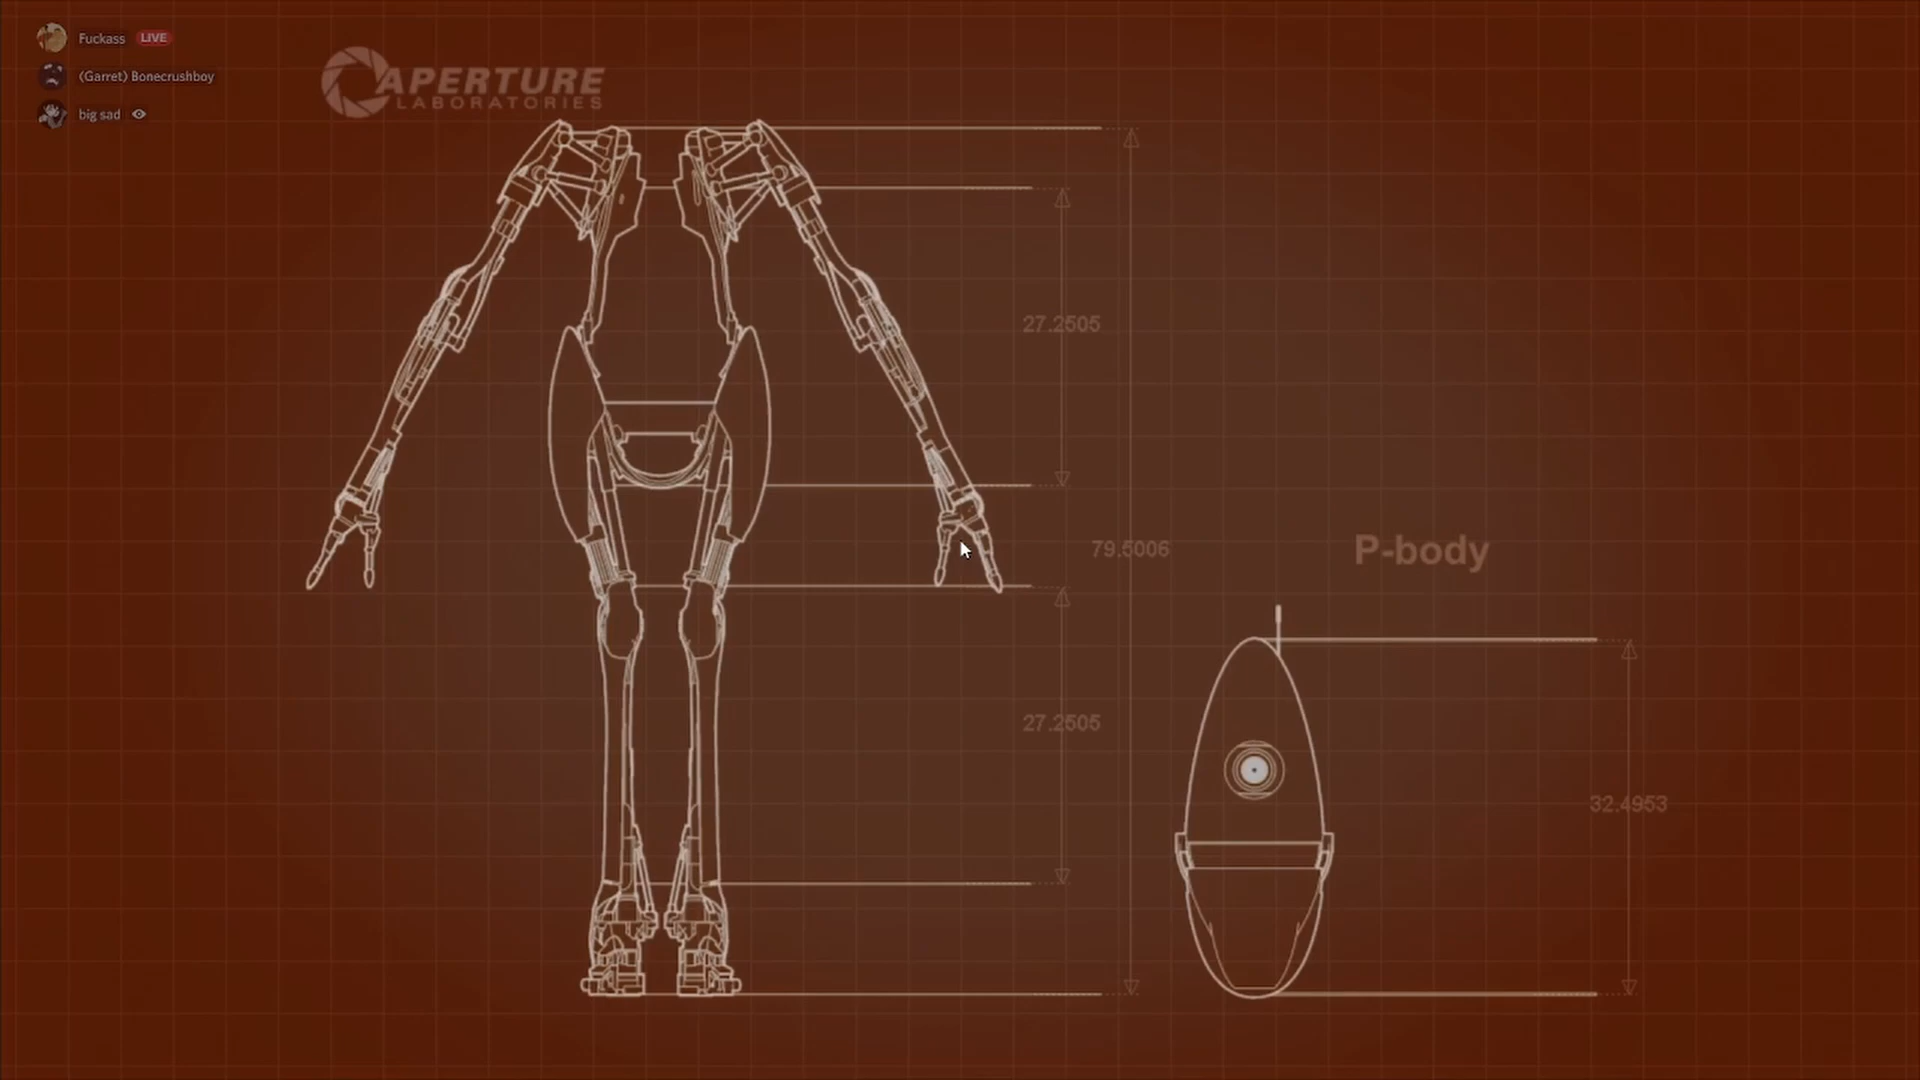 Fuckass LIVE
(Garret) Bonecrushboy
big sad
APERTURE
LABORATORIES
27.2505
79.5006
P-body
27.2505
32.4953